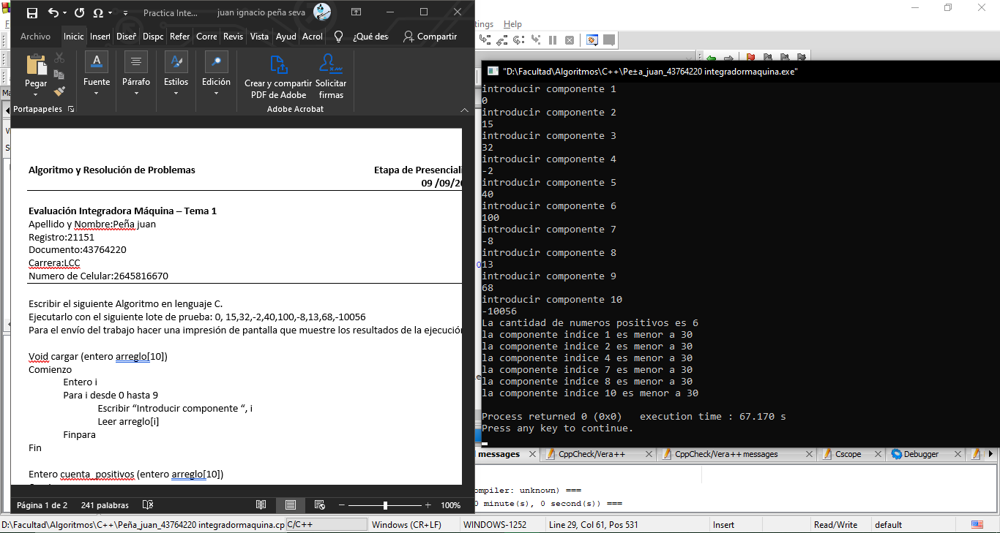 Practica Inte... juan ignacio peña seva
Archivo Inicic Insert Diseñ Dispc Refer Corre Revis Vista Ayud Acrol ¿Qué des Compartir
Pegar Fuente Párrafo Estilos Edición Crear y compartir PDF de Adobe Solicitar firmas
Portapapeles Adobe Acrobat
Algoritmo y Resolución de Problemas Etapa de Presenciali
09 /09/20
Evaluación Integradora Máquina – Tema 1
Apellido y Nombre:Peña juan
Registro:21151
Documento:43764220
Carrera:LCC
Numero de Celular:2645816670
Escribir el siguiente Algoritmo en lenguaje C.
Ejecutarlo con el siguiente lote de prueba: 0, 15,32,-2,40,100,-8,13,68,-10056
Para el envío del trabajo hacer una impresión de pantalla que muestre los resultados de la ejecución
Void cargar (entero arreglo[10])
Comienzo
Entero i
Para i desde 0 hasta 9
Escribir “Introducir componente “, i
Leer arreglo[i]
Finpara
Fin
Entero cuenta_positivos (entero arreglo[10])
Página 1 de 2 241 palabras 100%
tings Help
"D:\Facultad\Algoritmos\C++\Pe±a_juan_43764220 integradormaquina.exe"
introducir componente 1
0
introducir componente 2
15
introducir componente 3
32
introducir componente 4
-2
introducir componente 5
40
introducir componente 6
100
introducir componente 7
-8
introducir componente 8
13
introducir componente 9
68
introducir componente 10
-10056
La cantidad de numeros positivos es 6
la componente indice 1 es menor a 30
la componente indice 2 es menor a 30
la componente indice 4 es menor a 30
la componente indice 7 es menor a 30
la componente indice 8 es menor a 30
la componente indice 10 es menor a 30
Process returned 0 (0x0) execution time : 67.170 s
Press any key to continue.
messages CppCheck/Vera++ CppCheck/Vera++ messages Cscope Debugger
ompiler: unknown) ===
0 minute(s), 0 second(s)) ===
D:\Facultad\Algoritmos\C++\Peña_juan_43764220 integradormaquina.cp C/C++ Windows (CR+LF) WINDOWS-1252 Line 29, Col 61, Pos 531 Insert Read/Write default